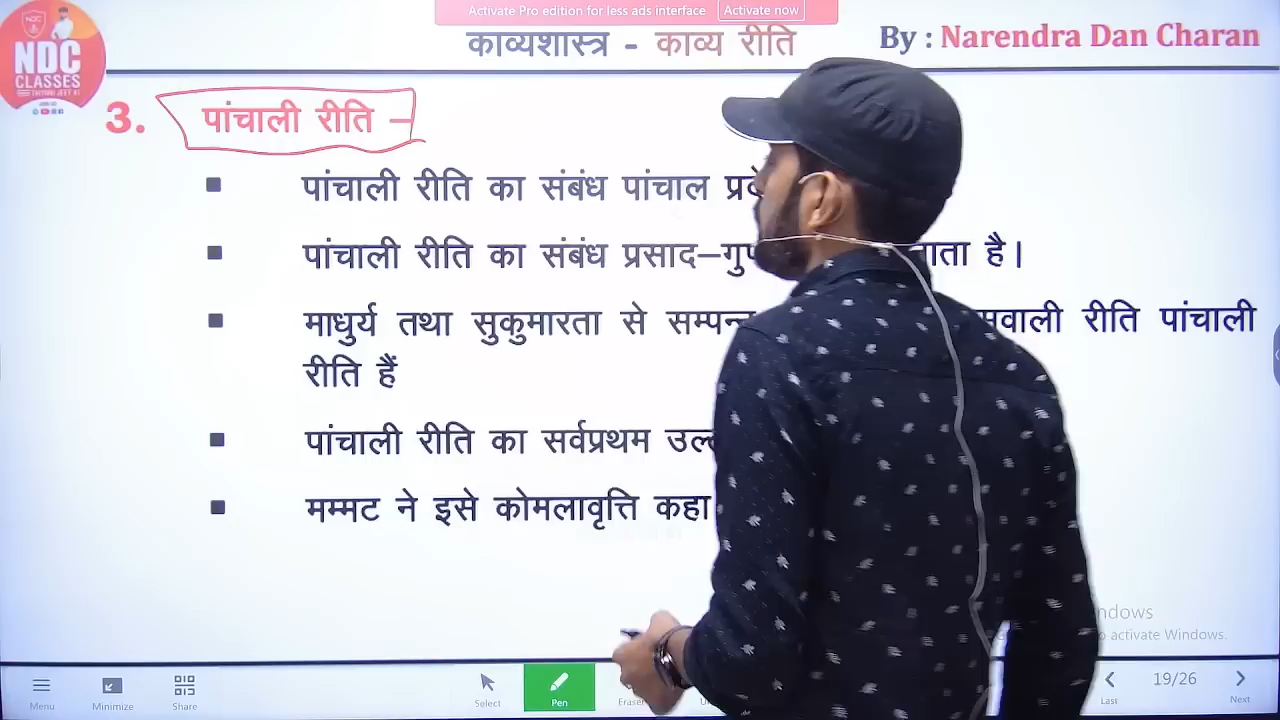 Activate Pro edition for less ads interface Activate now
NDC
CLASSES
काव्यशास्त्र - काव्य रीति
By : Narendra Dan Charan
3. पांचाली रीति –
▪ पांचाली रीति का संबंध पांचाल
▪ पांचाली रीति का संबंध प्रसाद–गुण है।
▪ माधुर्य तथा सुकुमारता से सम्पन्न रीति पांचाली
रीति हैं
▪ पांचाली रीति का सर्वप्रथम
▪ मम्मट ने इसे कोमलावृत्ति कहा
activate Windows.
Menu Minimize Share Select Pen Eraser 19/26 Last Next